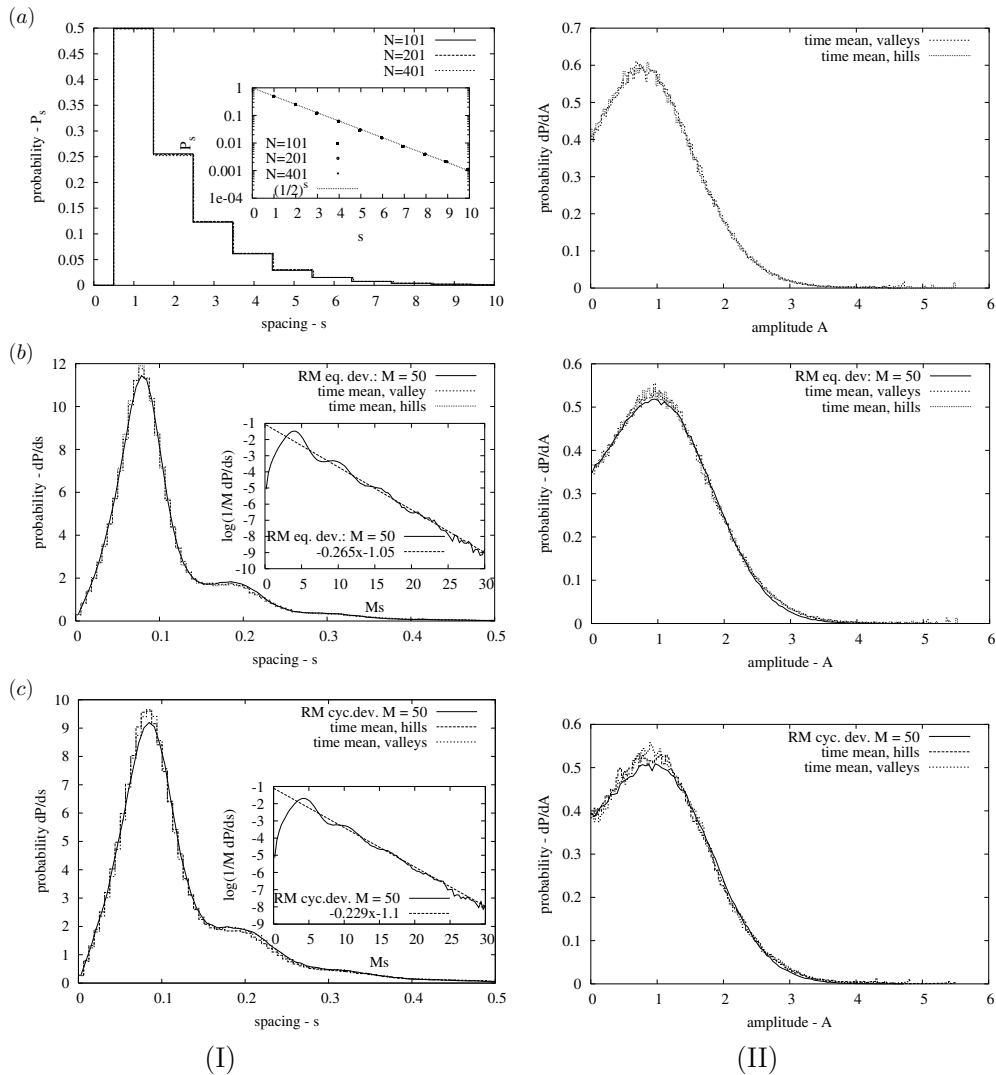 (a)
0.5
0.45
0.4
0.35
0.3
0.25
0.2
0.15
0.1
0.05
0
probability - P_s
0 1 2 3 4 5 6 7 8 9 10
spacing - s
N=101
N=201
N=401
1
0.1
0.01
0.001
1e-04
P_s
N=101
N=201
N=401
(1/2)^s
0 1 2 3 4 5 6 7 8 9 10
s
0.7
0.6
0.5
0.4
0.3
0.2
0.1
0
probability dP/dA
0 1 2 3 4 5 6
amplitude A
time mean, valleys
time mean, hills
(b)
12
10
8
6
4
2
0
probability - dP/ds
0 0.1 0.2 0.3 0.4 0.5
spacing - s
RM eq. dev.: M = 50
time mean, valley
time mean, hills
-1
-2
-3
-4
-5
-6
-7
-8
-9
-10
log(1/M dP/ds)
RM eq. dev.: M = 50
-0.265x-1.05
0 5 10 15 20 25 30
Ms
0.6
0.5
0.4
0.3
0.2
0.1
0
probability - dP/dA
0 1 2 3 4 5 6
amplitude - A
RM eq. dev: M = 50
time mean, valleys
time mean, hills
(c)
10
9
8
7
6
5
4
3
2
1
0
probability dP/ds
0 0.1 0.2 0.3 0.4 0.5
spacing - s
RM cyc.dev. M = 50
time mean, hills
time mean, valleys
-1
-2
-3
-4
-5
-6
-7
-8
-9
log(1/M dP/ds)
RM cyc.dev. M = 50
-0.229x-1.1
0 5 10 15 20 25 30
Ms
0.6
0.5
0.4
0.3
0.2
0.1
0
probability - dP/dA
0 1 2 3 4 5 6
amplitude - A
RM cyc. dev. M = 50
time mean, hills
time mean, valleys
(I)
(II)